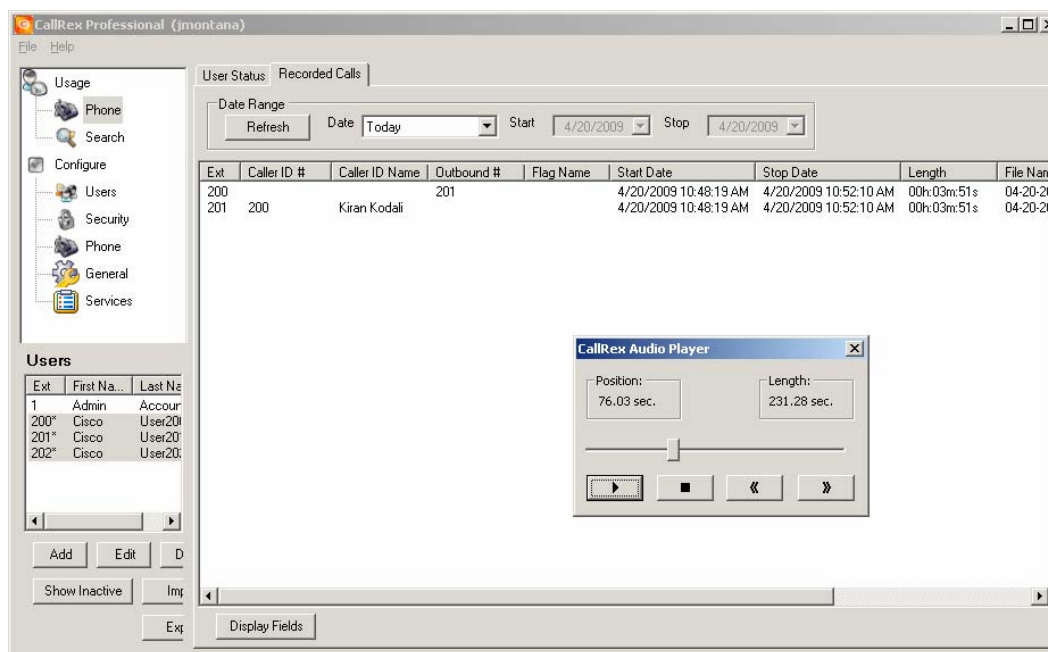 CallRex Professional (jmontana)
File Help
Usage
Phone
Search
Configure
Users
Security
Phone
General
Services
Users
Ext First Na... Last Na
1 Admin Accour
200* Cisco
201* Cisco
202* Cisco
Add Edit D
Show Inactive Imp
Exp
User Status Recorded Calls
Date Range
Refresh Date Today Start 4/20/2009 Stop 4/20/2009
Ext Caller ID # Caller ID Name Outbound # Flag Name Start Date Stop Date Length File Nan
200 201 4/20/2009 10:48:19 AM 4/20/2009 10:52:10 AM 00h:03m:51s 04-20-20
201 200 Kiran Kodali 4/20/2009 10:48:19 AM 4/20/2009 10:52:10 AM 00h:03m:51s 04-20-20
CallRex Audio Player
Position: Length:
76.03 sec. 231.28 sec.
Display Fields